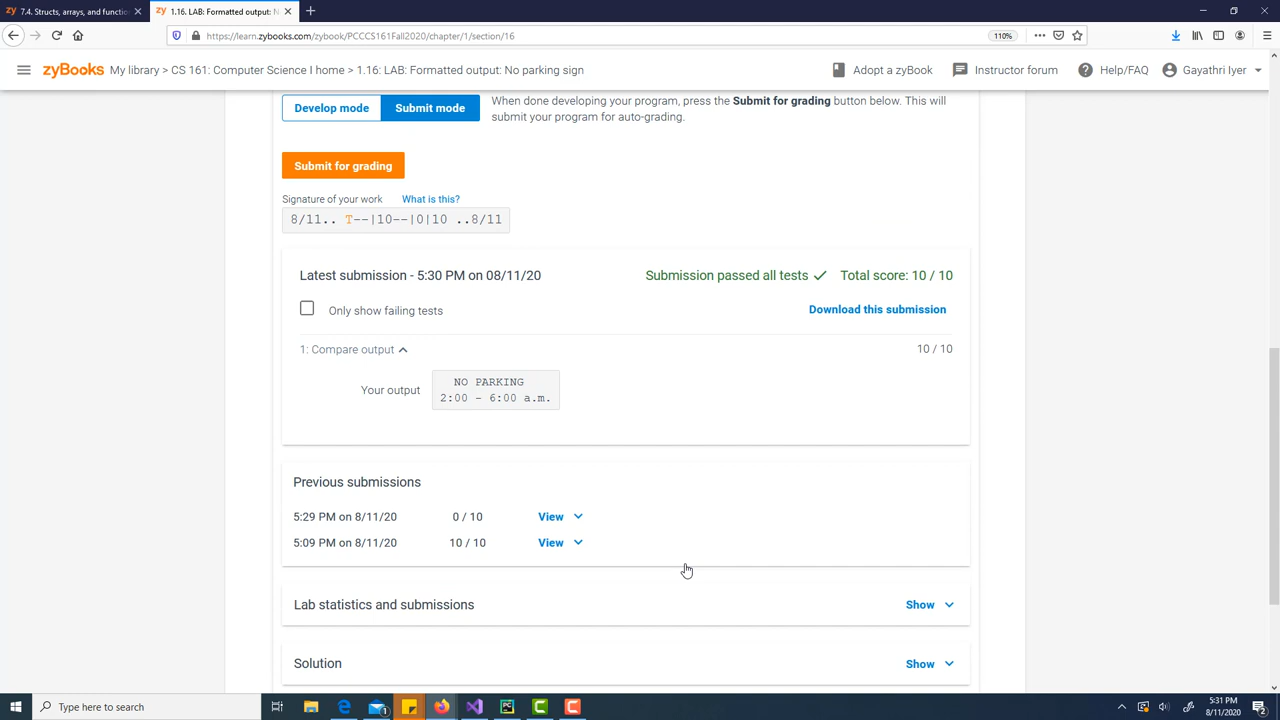 zy 7.4. Structs, arrays, and function
zy 1.16. LAB: Formatted output: N
https://learn.zybooks.com/zybook/PCCCS161Fall2020/chapter/1/section/16
110%
zyBooks My library > CS 161: Computer Science I home > 1.16: LAB: Formatted output: No parking sign
Adopt a zyBook
Instructor forum
Help/FAQ
Gayathri Iyer
Develop mode
Submit mode
When done developing your program, press the Submit for grading button below. This will
submit your program for auto-grading.
Submit for grading
Signature of your work What is this?
8/11.. T--|10--|0|10 ..8/11
Latest submission - 5:30 PM on 08/11/20
Submission passed all tests
Total score: 10 / 10
Only show failing tests
Download this submission
1: Compare output
10 / 10
Your output
NO PARKING
2:00 - 6:00 a.m.
Previous submissions
5:29 PM on 8/11/20 0 / 10 View
5:09 PM on 8/11/20 10 / 10 View
Lab statistics and submissions Show
Solution Show
Type here to search
5:31 PM
8/11/2020